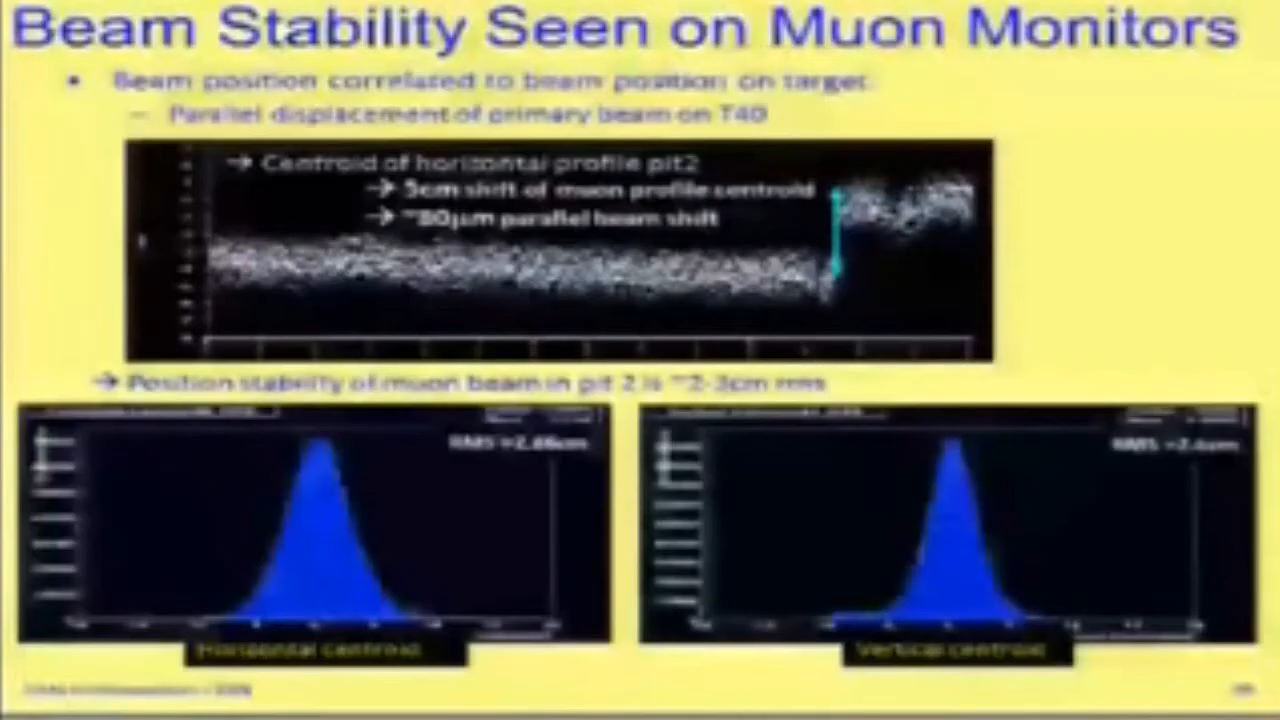 Beam Stability Seen on Muon Monitors
• Beam position correlated to beam position on target.
– Parallel displacement of primary beam on T40
→ Centroid of horizontal profile pit2
→ 5cm shift of muon profile centroid
→ ~80µm parallel beam shift
→ Position stability of muon beam in pit 2 is ~2-3cm rms
RMS
RMS
Horizontal centroid
Vertical centroid